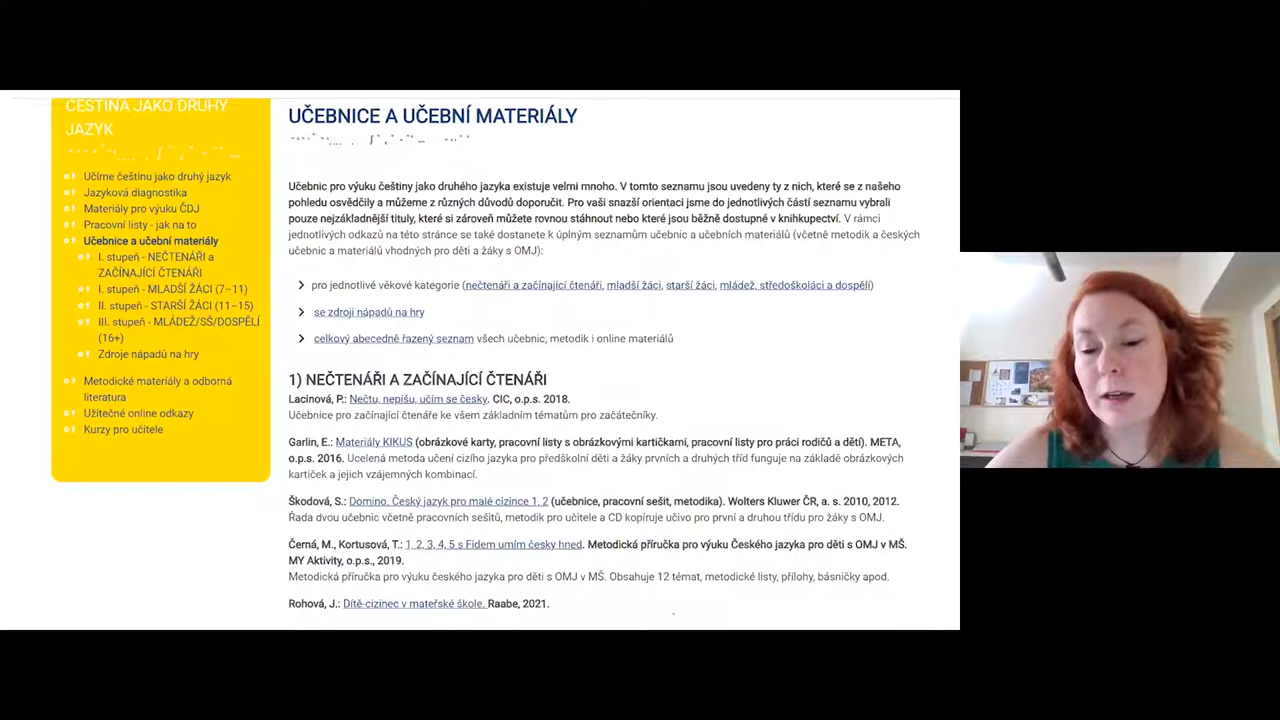 ČEŠTINA JAKO DRUHÝ
JAZYK
Učíme češtinu jako druhý jazyk
Jazyková diagnostika
Materiály pro výuku ČDJ
Pracovní listy - jak na to
Učebnice a učební materiály
I. stupeň - NEČTENÁŘI a
ZAČÍNAJÍCÍ ČTENÁŘI
I. stupeň - MLADŠÍ ŽÁCI (7–11)
II. stupeň - STARŠÍ ŽÁCI (11–15)
III. stupeň - MLÁDEŽ/SŠ/DOSPĚLÍ
(16+)
Zdroje nápadů na hry
Metodické materiály a odborná
literatura
Užitečné online odkazy
Kurzy pro učitele
UČEBNICE A UČEBNÍ MATERIÁLY
Učebnic pro výuku češtiny jako druhého jazyka existuje velmi mnoho. V tomto seznamu jsou uvedeny ty z nich, které se z našeho
pohledu osvědčily a můžeme z různých důvodů doporučit. Pro vaši snazší orientaci jsme do jednotlivých částí seznamu vybrali
pouze nejzákladnější tituly, které si zároveň můžete rovnou stáhnout nebo které jsou běžně dostupné v knihkupectví. V rámci
jednotlivých odkazů na této stránce se také dostanete k úplným seznamům učebnic a učebních materiálů (včetně metodik a českých
učebnic a materiálů vhodných pro děti a žáky s OMJ):
pro jednotlivé věkové kategorie (nečtenáři a začínající čtenáři, mladší žáci, starší žáci, mládež, středoškoláci a dospělí)
se zdroji nápadů na hry
celkový abecedně řazený seznam všech učebnic, metodik i online materiálů
1) NEČTENÁŘI A ZAČÍNAJÍCÍ ČTENÁŘI
Lacinová, P.: Nečtu, nepíšu, učím se česky. CIC, o.p.s. 2018.
Učebnice pro začínající čtenáře ke všem základním tématům pro začátečníky.
Garlin, E.: Materiály KIKUS (obrázkové karty, pracovní listy s obrázkovými kartičkami, pracovní listy pro práci rodičů a dětí). META,
o.p.s. 2016. Ucelená metoda učení cizího jazyka pro předškolní děti a žáky prvních a druhých tříd funguje na základě obrázkových
kartiček a jejich vzájemných kombinací.
Škodová, S.: Domino. Český jazyk pro malé cizince 1, 2 (učebnice, pracovní sešit, metodika). Wolters Kluwer ČR, a. s. 2010, 2012.
Řada dvou učebnic včetně pracovních sešitů, metodik pro učitele a CD kopíruje učivo pro první a druhou třídu pro žáky s OMJ.
Černá, M., Kortusová, T.: 1, 2, 3, 4, 5 s Fidem umím česky hned. Metodická příručka pro výuku Českého jazyka pro děti s OMJ v MŠ.
MY Aktivity, o.p.s., 2019.
Metodická příručka pro výuku českého jazyka pro děti s OMJ v MŠ. Obsahuje 12 témat, metodické listy, přílohy, básničky apod.
Rohová, J.: Dítě-cizinec v mateřské škole. Raabe, 2021.